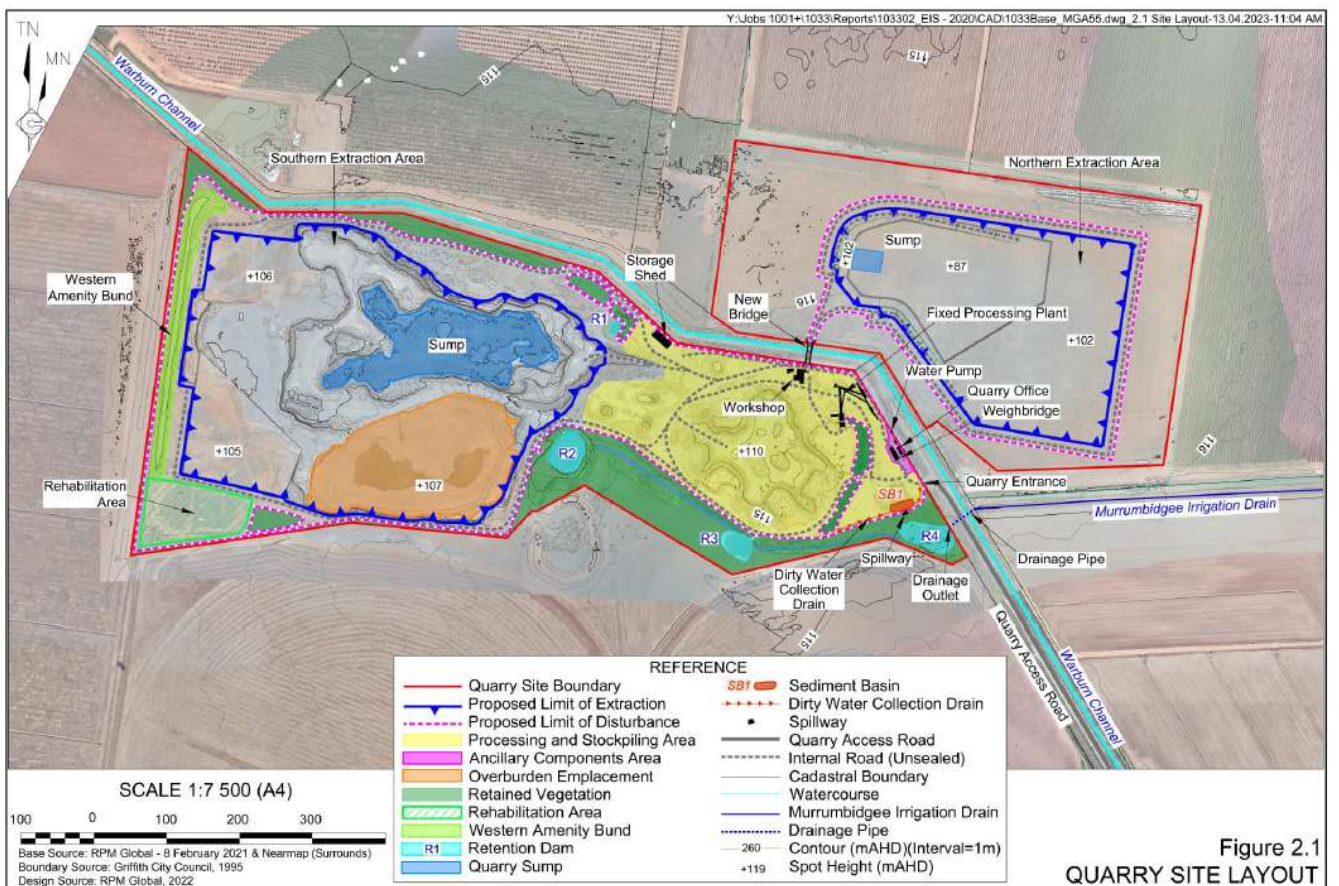 Y:\Jobs 1001+\1033\Reports\103302_EIS - 2020\CAD\1033Base_MGA55.dwg_2.1 Site Layout-13.04.2023-11:04 AM
TN
MN
Warburn Channel
116
115
Southern Extraction Area
Northern Extraction Area
Western
Amenity Bund
+106
Storage
Shed
Sump
+102
+87
New
Bridge
116
Fixed Processing Plant
R1
Sump
+102
Water Pump
Quarry Office
Weighbridge
Workshop
116
+105
+107
R2
+110
SB1
Quarry Entrance
Rehabilitation
Area
115
R3
R4
Murrumbidgee Irrigation Drain
Spillway
Drainage Pipe
Dirty Water
Collection
Drain
Drainage
Outlet
115
Quarry Access Road
Warburn Channel
REFERENCE
Quarry Site Boundary
Proposed Limit of Extraction
Proposed Limit of Disturbance
Processing and Stockpiling Area
Ancillary Components Area
Overburden Emplacement
Retained Vegetation
Rehabilitation Area
Western Amenity Bund
R1 Retention Dam
Quarry Sump
SB1 Sediment Basin
Dirty Water Collection Drain
Spillway
Quarry Access Road
Internal Road (Unsealed)
Cadastral Boundary
Watercourse
Murrumbidgee Irrigation Drain
Drainage Pipe
260 Contour (mAHD)(Interval=1m)
+119 Spot Height (mAHD)
SCALE 1:7 500 (A4)
100 0 100 200 300
Base Source: RPM Global - 8 February 2021 & Nearmap (Surrounds)
Boundary Source: Griffith City Council, 1995
Design Source: RPM Global, 2022
Figure 2.1
QUARRY SITE LAYOUT